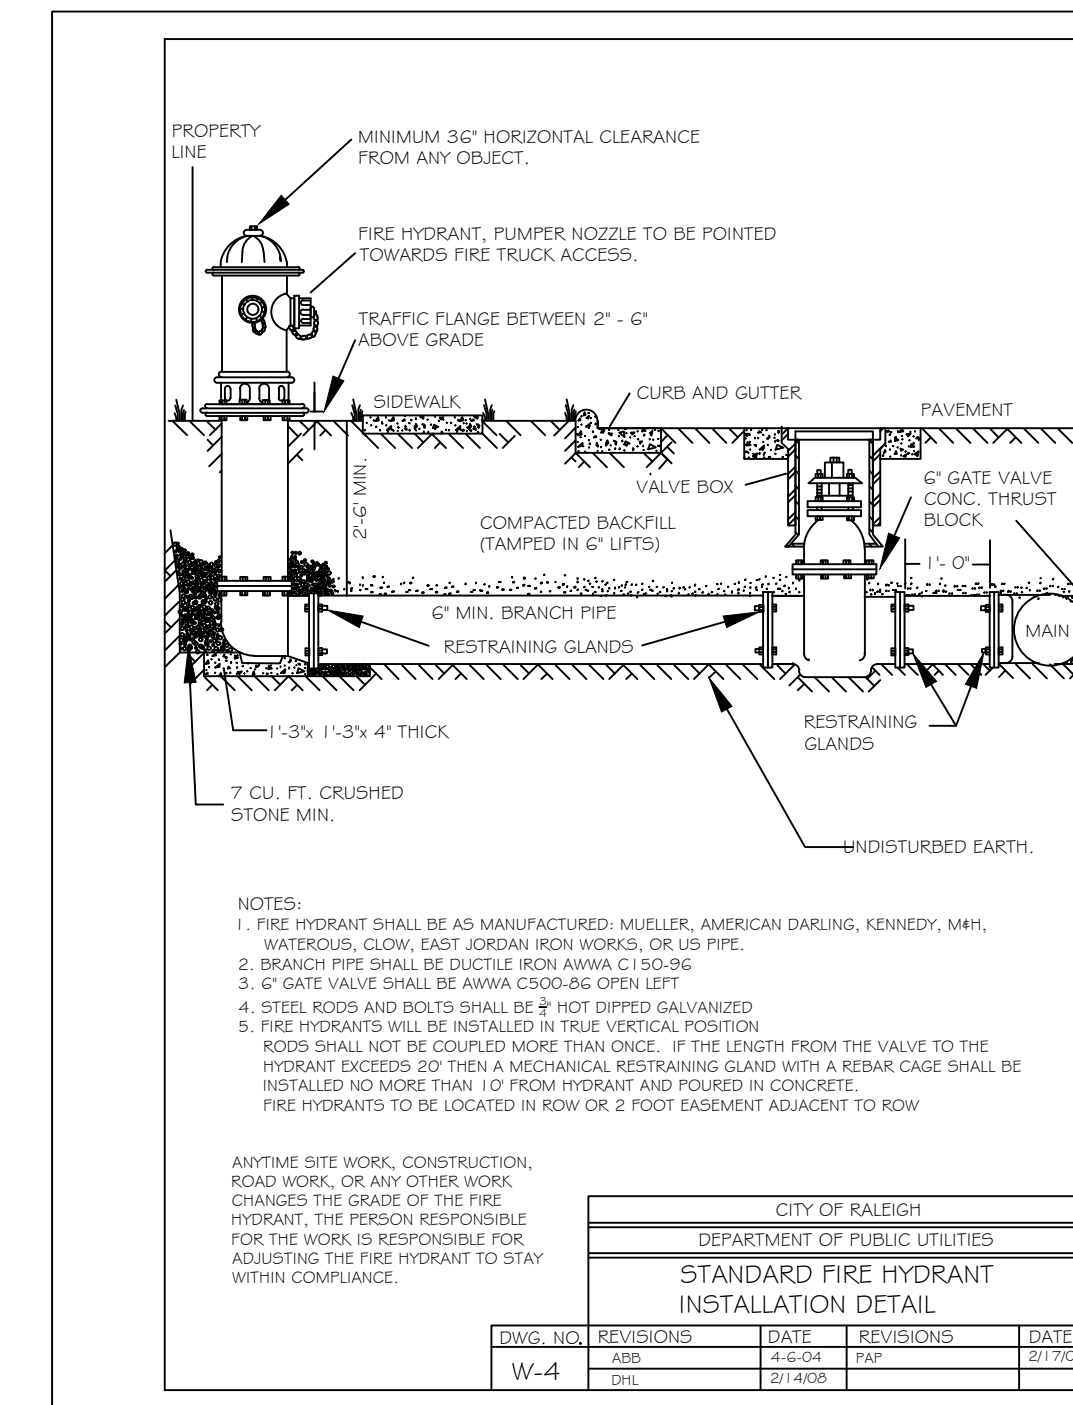 PROPERTY
LINE
MINIMUM 36" HORIZONTAL CLEARANCE
FROM ANY OBJECT.
FIRE HYDRANT, PUMPER NOZZLE TO BE POINTED
TOWARDS FIRE TRUCK ACCESS.
TRAFFIC FLANGE BETWEEN 2" - 6"
ABOVE GRADE
SIDEWALK
CURB AND GUTTER
PAVEMENT
2'-6' MIN.
VALVE BOX
6" GATE VALVE
CONC. THRUST
BLOCK
COMPACTED BACKFILL
(TAMPED IN 6" LIFTS)
1'- 0"
6" MIN. BRANCH PIPE
MAIN
RESTRAINING GLANDS
RESTRAINING
GLANDS
1'-3"x 1'-3"x 4" THICK
7 CU. FT. CRUSHED
STONE MIN.
UNDISTURBED EARTH.
NOTES:
1. FIRE HYDRANT SHALL BE AS MANUFACTURED: MUELLER, AMERICAN DARLING, KENNEDY, M&H,
WATEROUS, CLOW, EAST JORDAN IRON WORKS, OR US PIPE.
2. BRANCH PIPE SHALL BE DUCTILE IRON AWWA C150-96
3. 6" GATE VALVE SHALL BE AWWA C500-86 OPEN LEFT
4. STEEL RODS AND BOLTS SHALL BE 3/4" HOT DIPPED GALVANIZED
5. FIRE HYDRANTS WILL BE INSTALLED IN TRUE VERTICAL POSITION
RODS SHALL NOT BE COUPLED MORE THAN ONCE. IF THE LENGTH FROM THE VALVE TO THE
HYDRANT EXCEEDS 20' THEN A MECHANICAL RESTRAINING GLAND WITH A REBAR CAGE SHALL BE
INSTALLED NO MORE THAN 10' FROM HYDRANT AND POURED IN CONCRETE.
FIRE HYDRANTS TO BE LOCATED IN ROW OR 2 FOOT EASEMENT ADJACENT TO ROW
ANYTIME SITE WORK, CONSTRUCTION,
ROAD WORK, OR ANY OTHER WORK
CHANGES THE GRADE OF THE FIRE
HYDRANT, THE PERSON RESPONSIBLE
FOR THE WORK IS RESPONSIBLE FOR
ADJUSTING THE FIRE HYDRANT TO STAY
WITHIN COMPLIANCE.
CITY OF RALEIGH
DEPARTMENT OF PUBLIC UTILITIES
STANDARD FIRE HYDRANT
INSTALLATION DETAIL
DWG. NO. REVISIONS DATE REVISIONS DATE
W-4 ABB 4-6-04 PAP
DHL 2/14/08